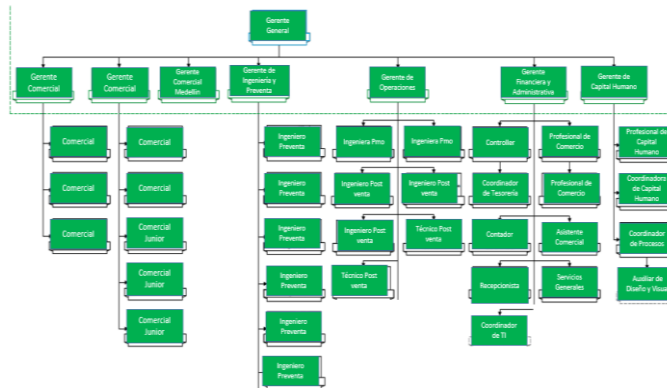 Gerente
General
Gerente
Comercial
Gerente
Comercial
Gerente
Comercial
Medellín
Gerente de
Ingeniería y
Preventa
Gerente de
Operaciones
Gerente
Financiera y
Administrativa
Gerente de
Capital Humano
Comercial
Comercial
Comercial
Comercial
Comercial
Comercial
Junior
Comercial
Junior
Comercial
Junior
Ingeniero
Preventa
Ingeniero
Preventa
Ingeniero
Preventa
Ingeniero
Preventa
Ingeniero
Preventa
Ingeniero
Preventa
Ingeniera Pmo
Ingeniera Pmo
Ingeniero Post
venta
Ingeniero Post
venta
Ingeniero Post
venta
Técnico Post
venta
Técnico Post
venta
Controller
Profesional de
Comercio
Coordinador
de Tesorería
Profesional de
Comercio
Contador
Asistente
Comercial
Recepcionista
Servicios
Generales
Coordinador
de TI
Profesional de
Capital
Humano
Coordinadora
de Capital
Humano
Coordinador
de Procesos
Auxiliar de
Diseño y Visual